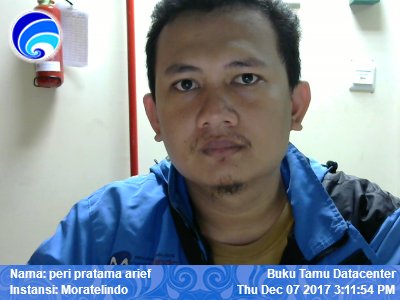 Nama: peri pratama arief
Buku Tamu Datacenter
Instansi: Moratelindo
Thu Dec 07 2017 3:11:54 PM